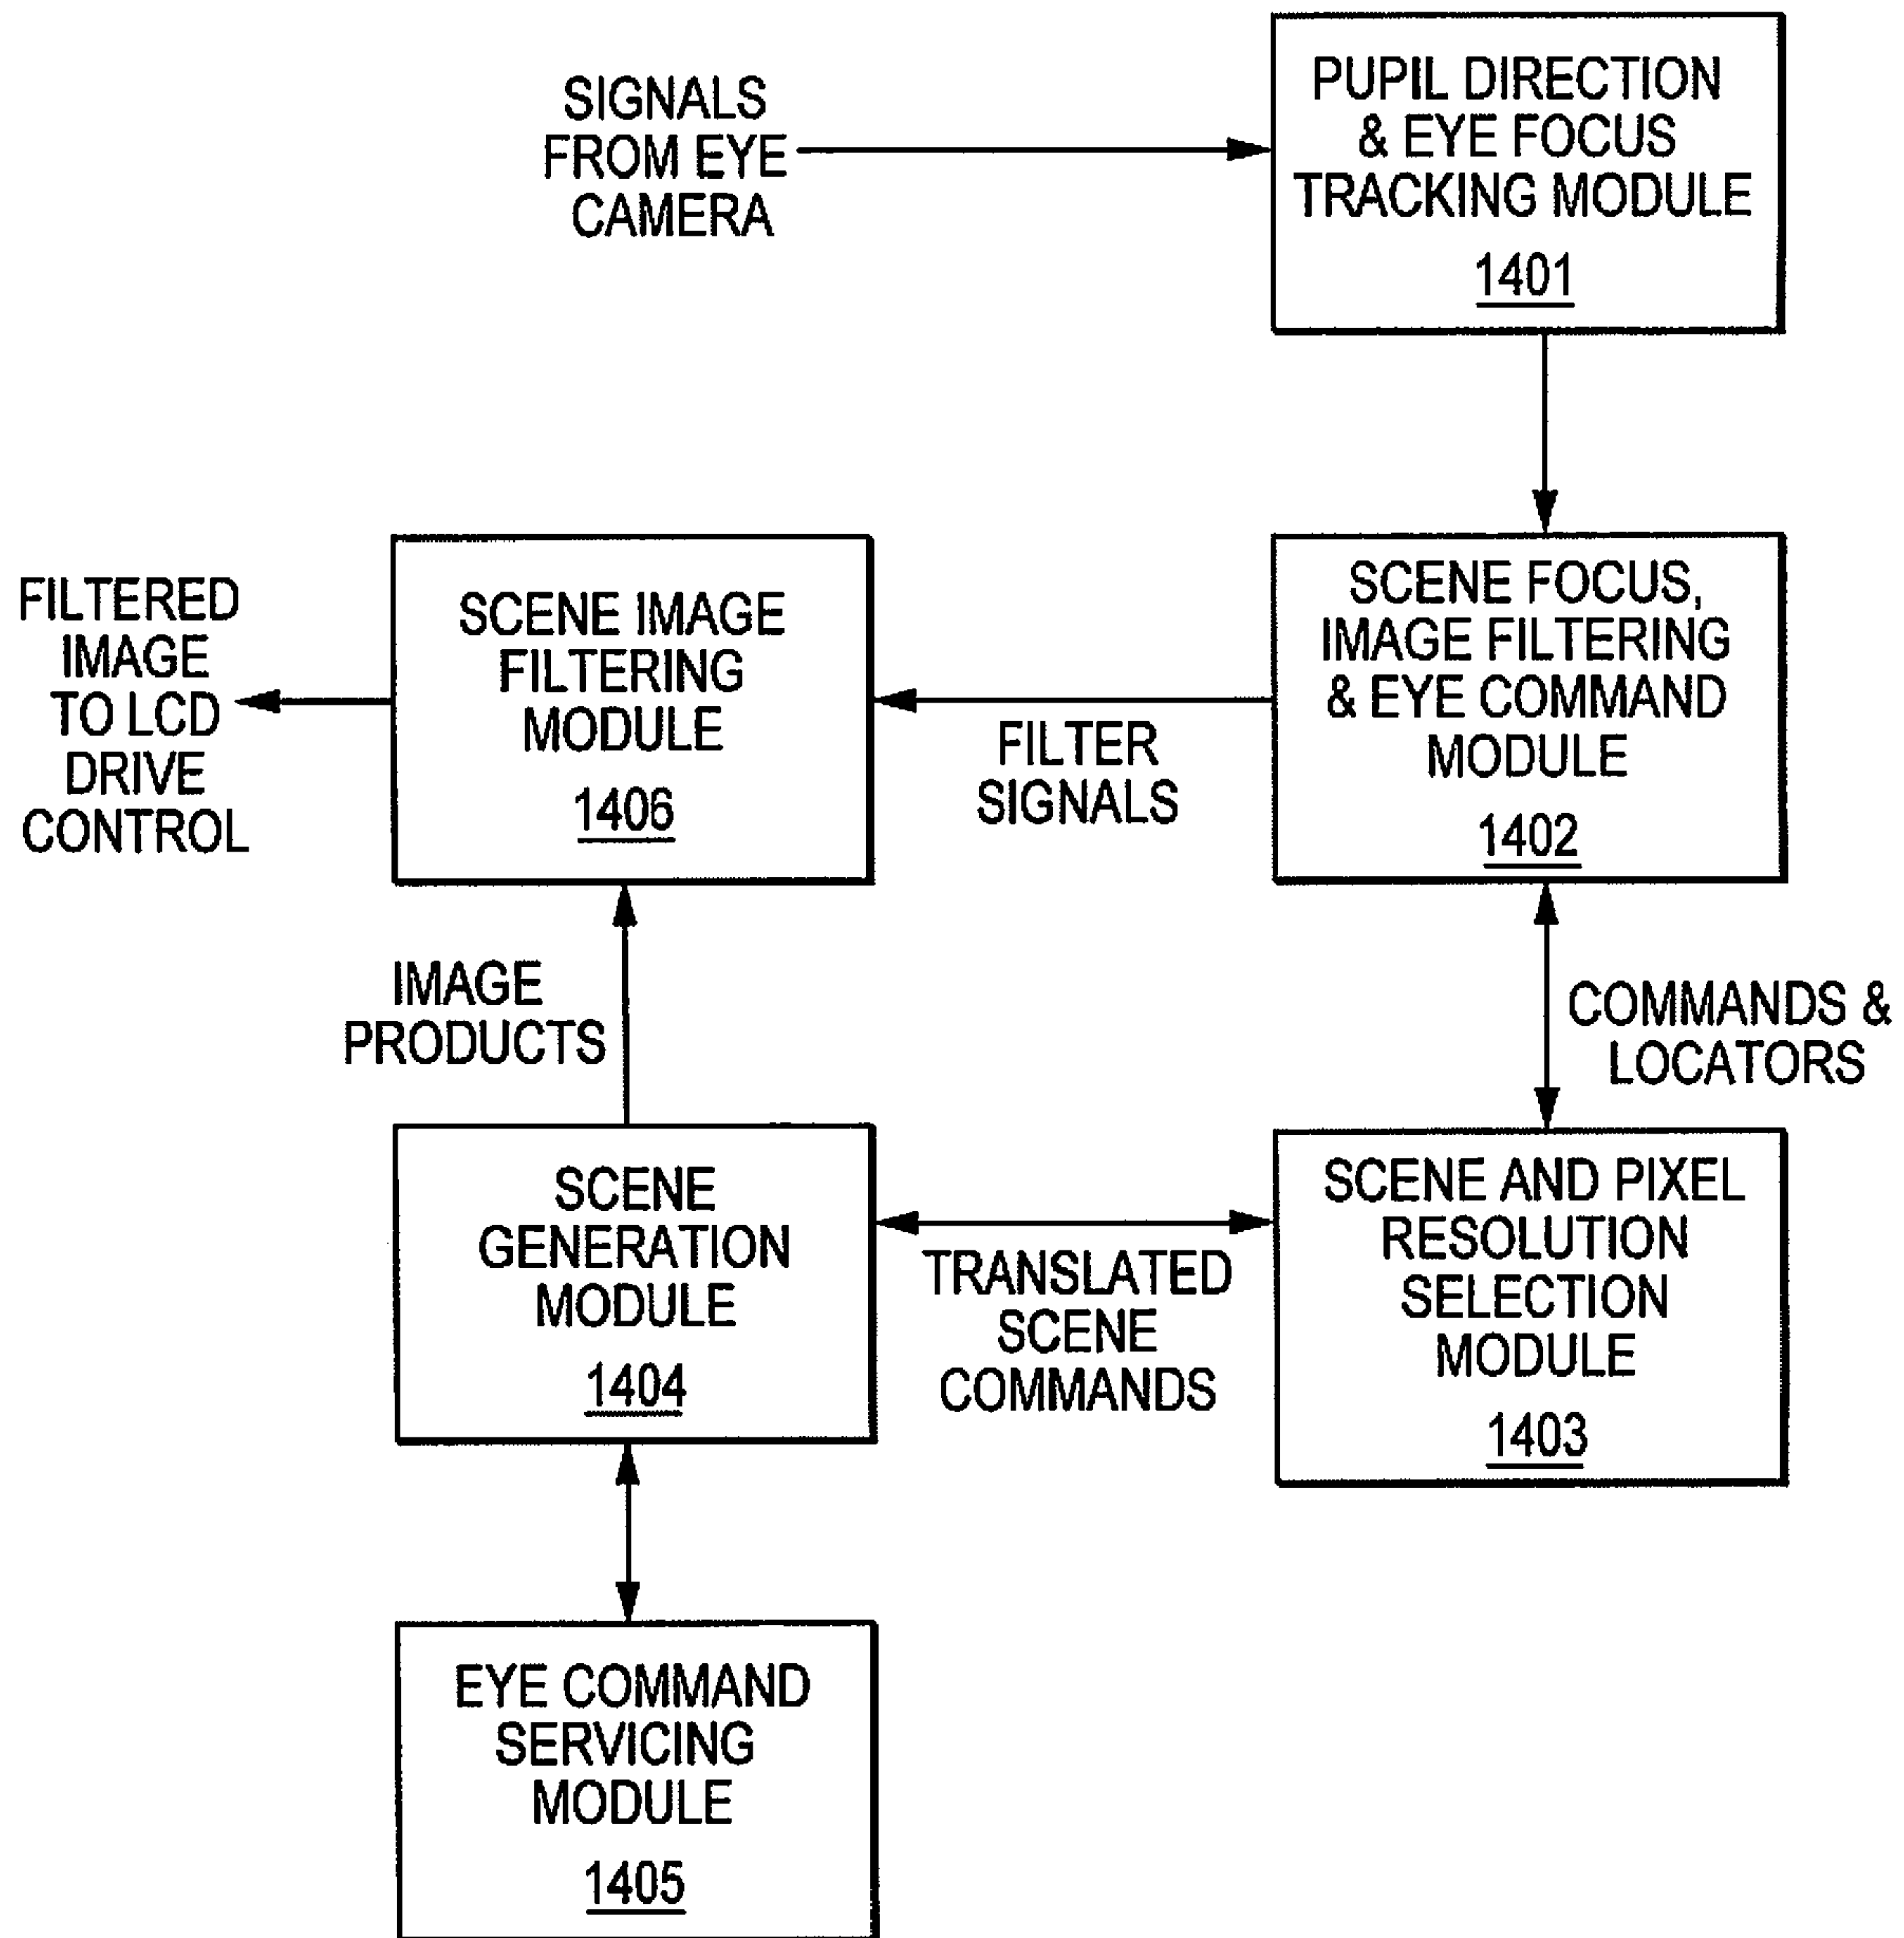 SIGNALS
FROM EYE
CAMERA
PUPIL DIRECTION
& EYE FOCUS
TRACKING MODULE
1401
FILTERED
IMAGE
TO LCD
DRIVE
CONTROL
SCENE IMAGE
FILTERING
MODULE
1406
FILTER
SIGNALS
SCENE FOCUS,
IMAGE FILTERING
& EYE COMMAND
MODULE
1402
IMAGE
PRODUCTS
COMMANDS &
LOCATORS
SCENE
GENERATION
MODULE
1404
TRANSLATED
SCENE
COMMANDS
SCENE AND PIXEL
RESOLUTION
SELECTION
MODULE
1403
EYE COMMAND
SERVICING
MODULE
1405